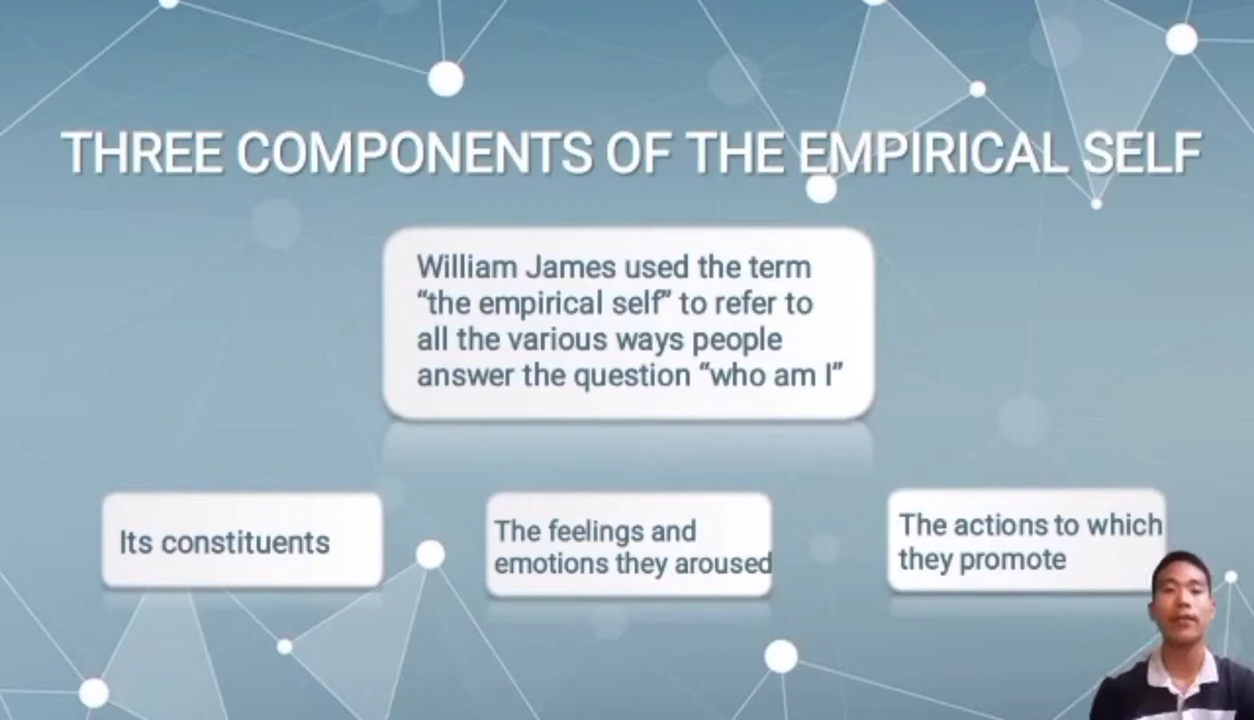 THREE COMPONENTS OF THE EMPIRICAL SELF
William James used the term
“the empirical self” to refer to
all the various ways people
answer the question “who am I”
Its constituents
The feelings and
emotions they aroused
The actions to which
they promote